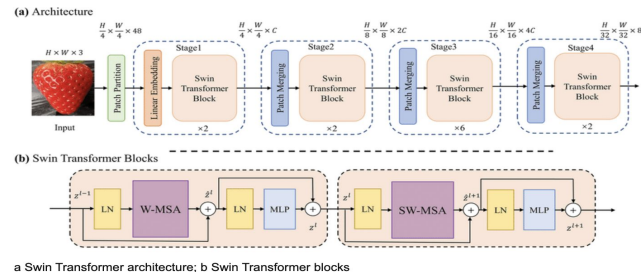 (a) Architecture
H/4 × W/4 × 48
H/4 × W/4 × C
H/8 × W/8 × 2C
H/16 × W/16 × 4C
H/32 × W/32 × 8
H × W × 3
Stage1
Stage2
Stage3
Stage4
Input
Patch Partition
Linear Embedding
Swin
Transformer
Block
×2
Patch Merging
Swin
Transformer
Block
×2
Patch Merging
Swin
Transformer
Block
×6
Patch Merging
Swin
Transformer
Block
×2
(b) Swin Transformer Blocks
z^{l-1}
LN
W-MSA
ẑ^l
+
LN
MLP
+
z^l
z^l
LN
SW-MSA
ẑ^{l+1}
+
LN
MLP
+
z^{l+1}
a Swin Transformer architecture; b Swin Transformer blocks